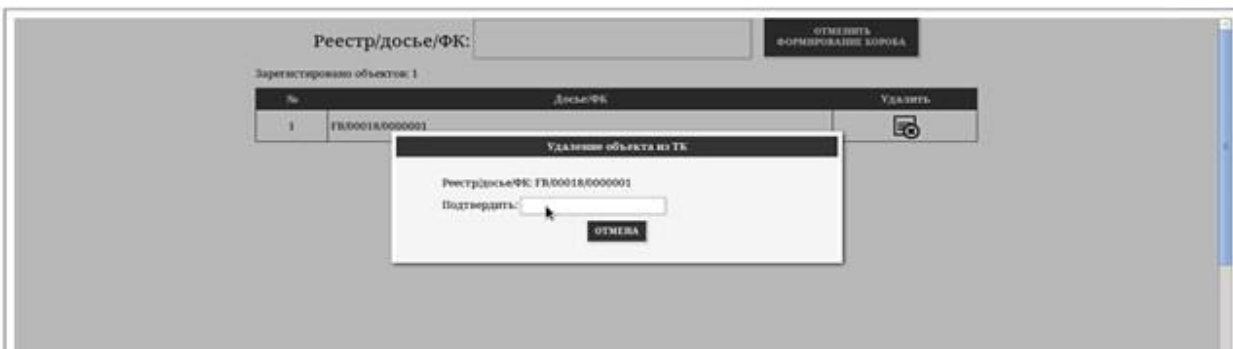 Реестр/досье/ФК:
ОТМЕНИТЬ
ФОРМИРОВАНИЕ КОРОБА
Зарегистрировано объектов: 1
№ Досье/ФК Удалить
1 FB/00018/0000001
Удаление объекта из ТК
Реестр/досье/ФК: FB/00018/0000001
Подтвердить:
ОТМЕНА